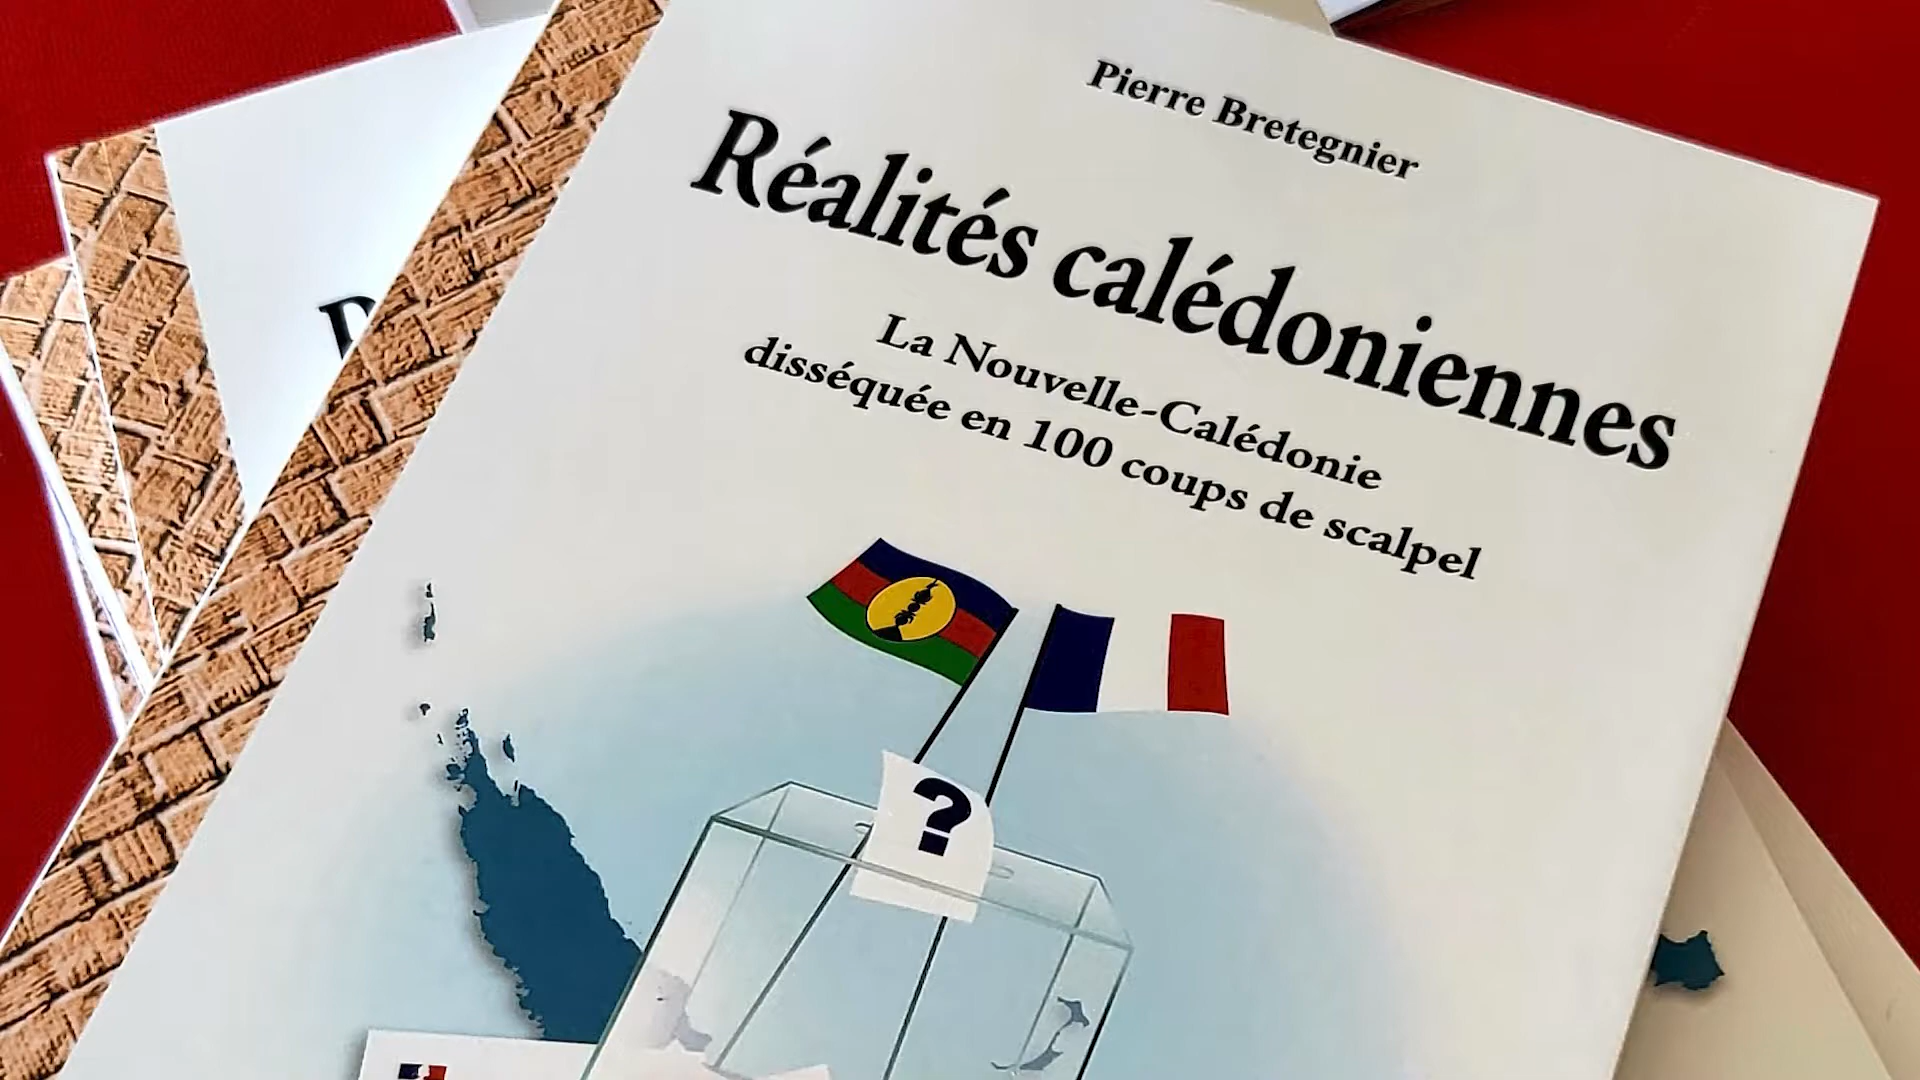 Pierre Bretegnier
Réalités calédoniennes
La Nouvelle-Calédonie
disséquée en 100 coups de scalpel
?